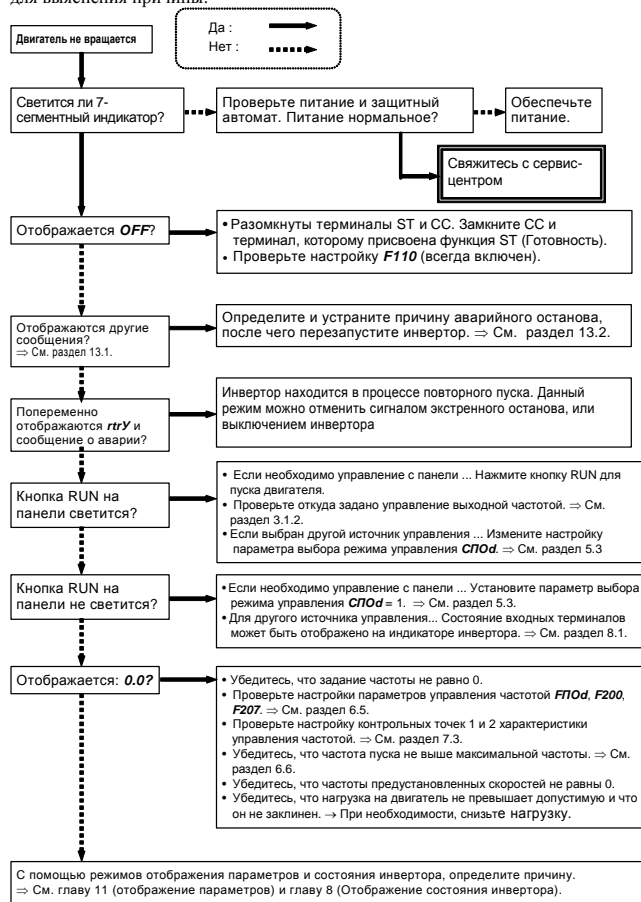 для выяснения причины.
Двигатель не вращается
Да :
Нет :
Светится ли 7-
сегментный индикатор?
Проверьте питание и защитный
автомат. Питание нормальное?
Обеспечьте
питание.
Свяжитесь с сервис-
центром
Отображается OFF?
• Разомкнуты терминалы ST и CC. Замкните CC и
терминал, которому присвоена функция ST (Готовность).
• Проверьте настройку F110 (всегда включен).
Отображаются другие
сообщения?
⇒ См. раздел 13.1.
Определите и устраните причину аварийного останова,
после чего перезапустите инвертор. ⇒ См. раздел 13.2.
Попеременно
отображаются rtrУ и
сообщение о аварии?
Инвертор находится в процессе повторного пуска. Данный
режим можно отменить сигналом экстренного останова, или
выключением инвертора
Кнопка RUN на
панели светится?
• Если необходимо управление с панели ... Нажмите кнопку RUN для
пуска двигателя.
• Проверьте откуда задано управление выходной частотой. ⇒ См.
раздел 3.1.2.
• Если выбран другой источник управления ... Измените настройку
параметра выбора режима управления СПОd. ⇒ См. раздел 5.3
Кнопка RUN на
панели не светится?
• Если необходимо управление с панели ... Установите параметр выбора
режима управления СПОd = 1. ⇒ См. раздел 5.3.
• Для другого источника управления... Состояние входных терминалов
может быть отображено на индикаторе инвертора. ⇒ См. раздел 8.1.
Отображается: 0.0?
• Убедитесь, что задание частоты не равно 0.
• Проверьте настройки параметров управления частотой FПОd, F200,
F207. ⇒ См. раздел 6.5.
• Проверьте настройку контрольных точек 1 и 2 характеристики
управления частотой. ⇒ См. раздел 7.3.
• Убедитесь, что частота пуска не выше максимальной частоты. ⇒ См.
раздел 6.6.
• Убедитесь, что частоты предустановленных скоростей не равны 0.
• Убедитесь, что нагрузка на двигатель не превышает допустимую и что
он не заклинен. → При необходимости, снизьте нагрузку.
С помощью режимов отображения параметров и состояния инвертора, определите причину.
⇒ См. главу 11 (отображение параметров) и главу 8 (Отображение состояния инвертора).